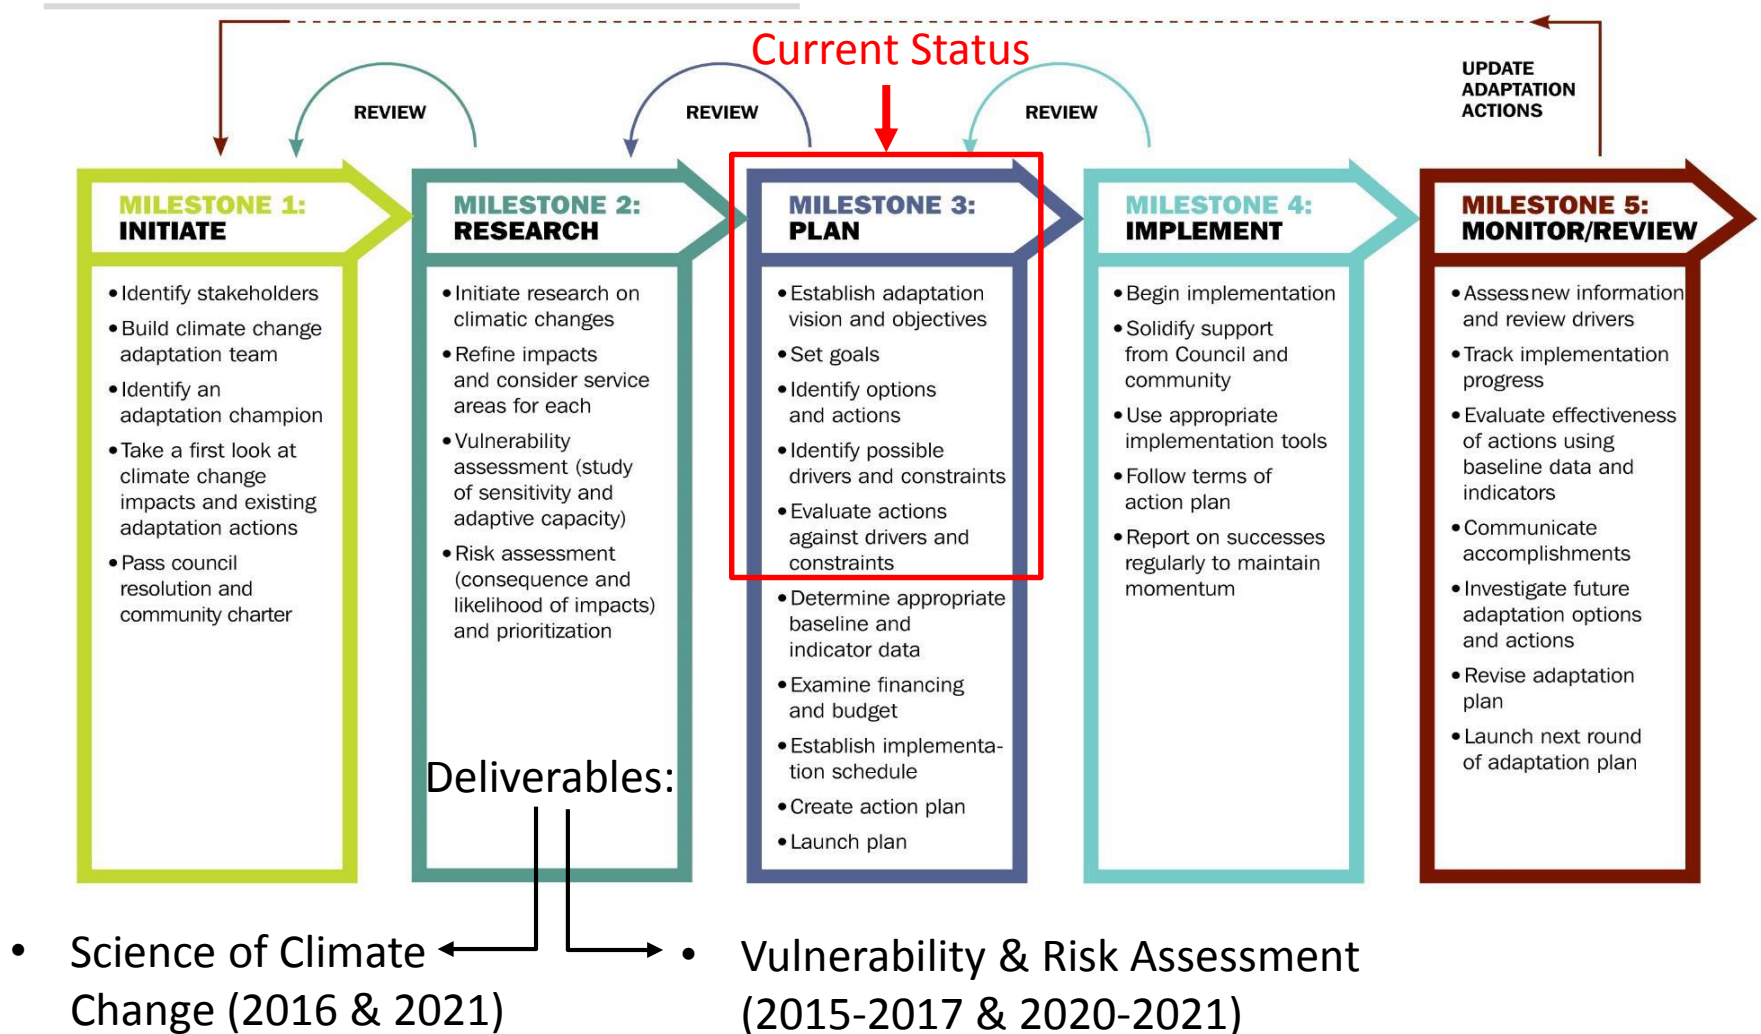 Current Status
UPDATE
ADAPTATION
ACTIONS
REVIEW
REVIEW
REVIEW
MILESTONE 1:
INITIATE
• Identify stakeholders
• Build climate change
adaptation team
• Identify an
adaptation champion
• Take a first look at
climate change
impacts and existing
adaptation actions
• Pass council
resolution and
community charter
MILESTONE 2:
RESEARCH
• Initiate research on
climatic changes
• Refine impacts
and consider service
areas for each
• Vulnerability
assessment (study
of sensitivity and
adaptive capacity)
• Risk assessment
(consequence and
likelihood of impacts)
and prioritization
MILESTONE 3:
PLAN
• Establish adaptation
vision and objectives
• Set goals
• Identify options
and actions
• Identify possible
drivers and constraints
• Evaluate actions
against drivers and
constraints
• Determine appropriate
baseline and
indicator data
• Examine financing
and budget
• Establish implementa-
tion schedule
• Create action plan
• Launch plan
MILESTONE 4:
IMPLEMENT
• Begin implementation
• Solidify support
from Council and
community
• Use appropriate
implementation tools
• Follow terms of
action plan
• Report on successes
regularly to maintain
momentum
MILESTONE 5:
MONITOR/REVIEW
• Assess new information
and review drivers
• Track implementation
progress
• Evaluate effectiveness
of actions using
baseline data and
indicators
• Communicate
accomplishments
• Investigate future
adaptation options
and actions
• Revise adaptation
plan
• Launch next round
of adaptation plan
Deliverables:
• Science of Climate
Change (2016 & 2021)
• Vulnerability & Risk Assessment
(2015-2017 & 2020-2021)